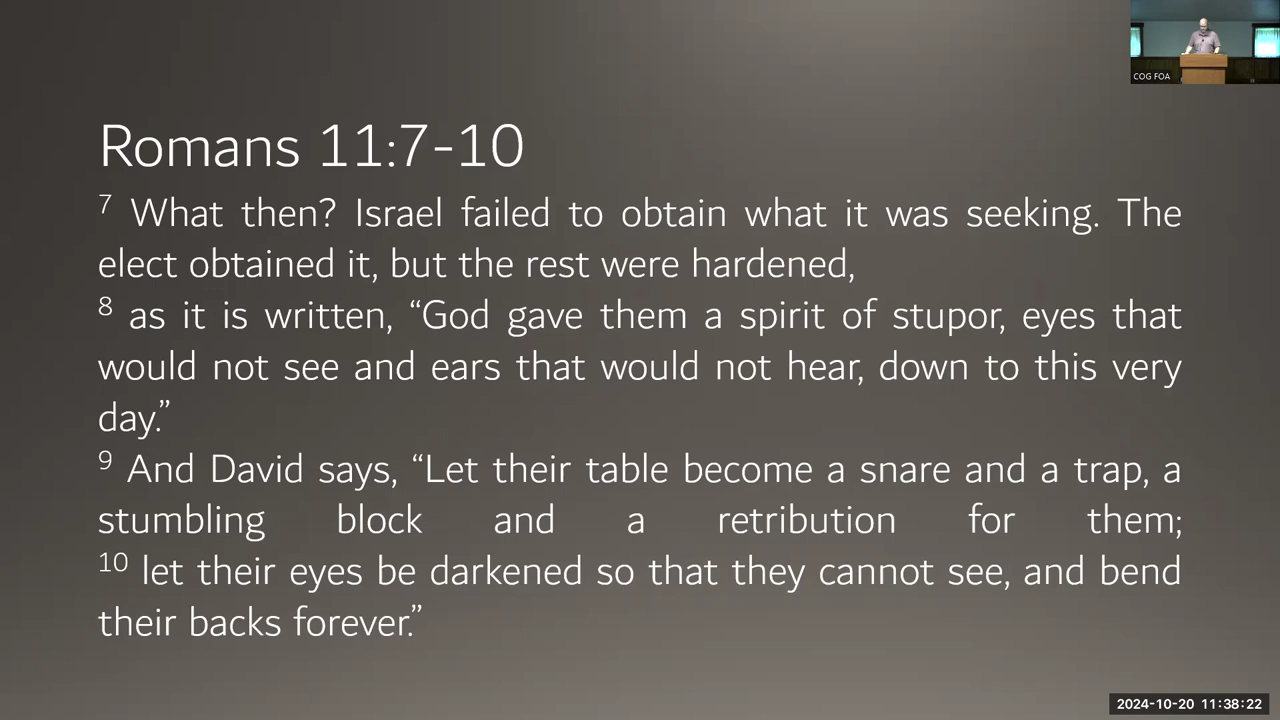 COG FOA
Romans 11:7-10
7 What then? Israel failed to obtain what it was seeking. The
elect obtained it, but the rest were hardened,
8 as it is written, “God gave them a spirit of stupor, eyes that
would not see and ears that would not hear, down to this very
day.”
9 And David says, “Let their table become a snare and a trap, a
stumbling block and a retribution for them;
10 let their eyes be darkened so that they cannot see, and bend
their backs forever.”
2024-10-20 11:38:22